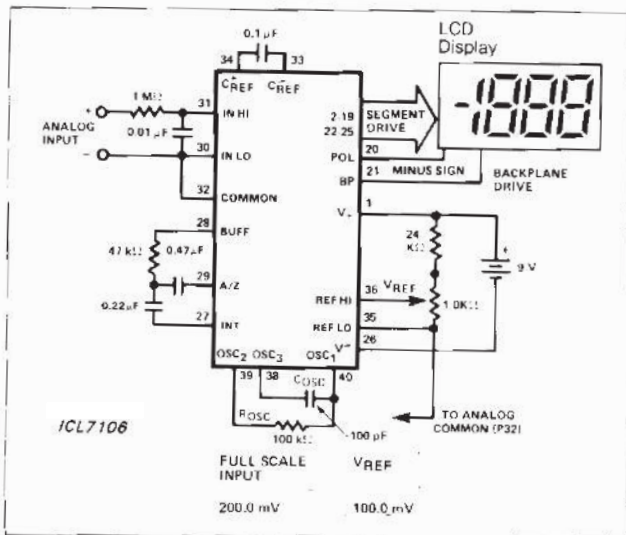 LCD
Display
0.1 µF
34
33
C⁺REF
C⁻REF
1 MΩ
+
31
IN HI
ANALOG
INPUT
0.01 µF
30
IN LO
−
32
COMMON
28
BUFF
47 kΩ
0.47µF
29
A/Z
0.22µF
27
INT
2-19
22.25
SEGMENT
DRIVE
20
POL
MINUS SIGN
21
BP
BACKPLANE
DRIVE
-1888
1
V+
24
KΩ
+
9 V
36
REF HI
VREF
1.0KΩ
35
REF LO
26
V−
OSC2
OSC3
OSC1
39
38
40
COSC
ROSC
100 kΩ
100 pF
TO ANALOG
COMMON (P32)
ICL7106
FULL SCALE
INPUT
VREF
200.0 mV
100.0 mV